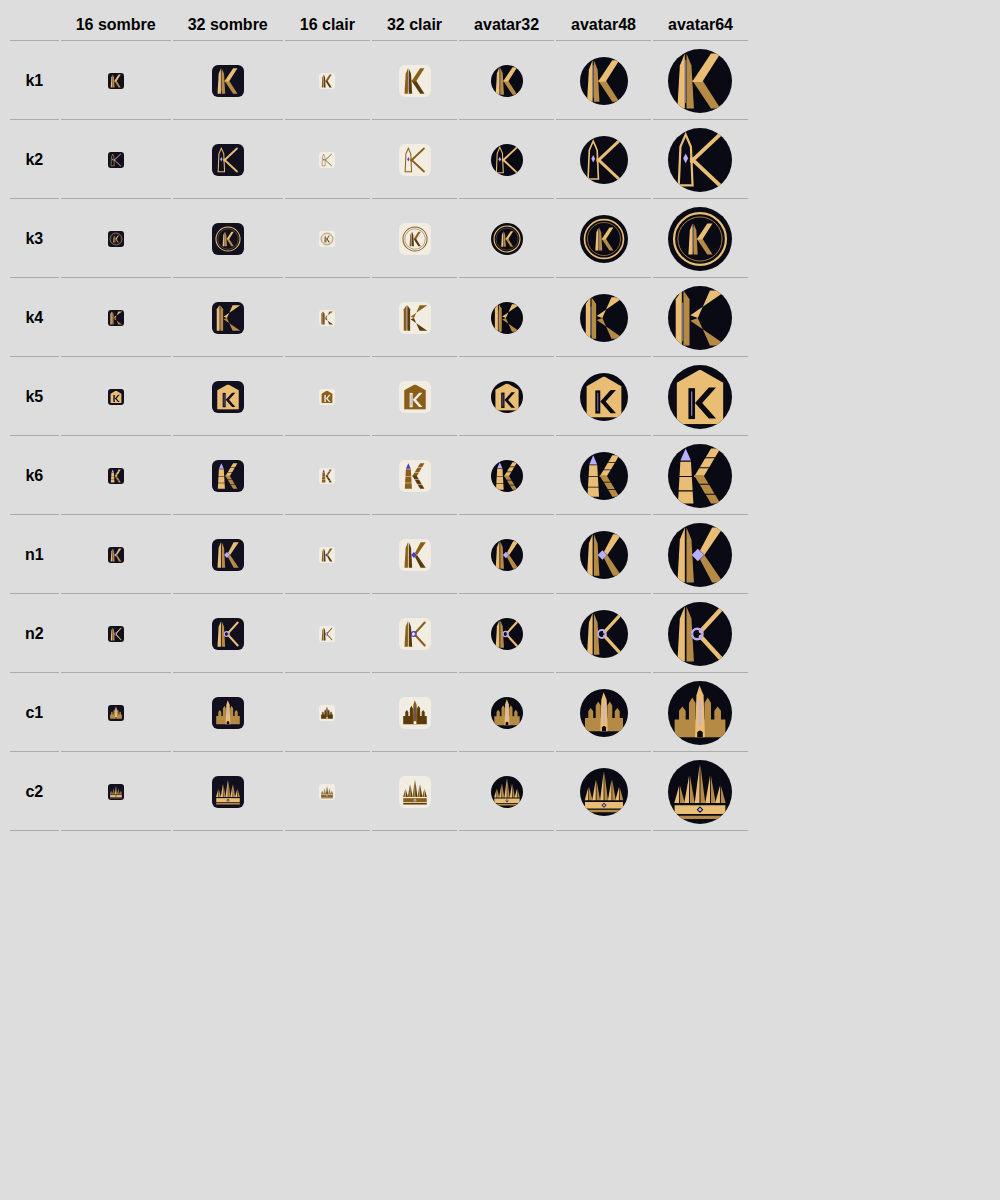 16 sombre 32 sombre 16 clair 32 clair avatar32 avatar48 avatar64
k1
k2
k3
k4
k5
k6
n1
n2
c1
c2